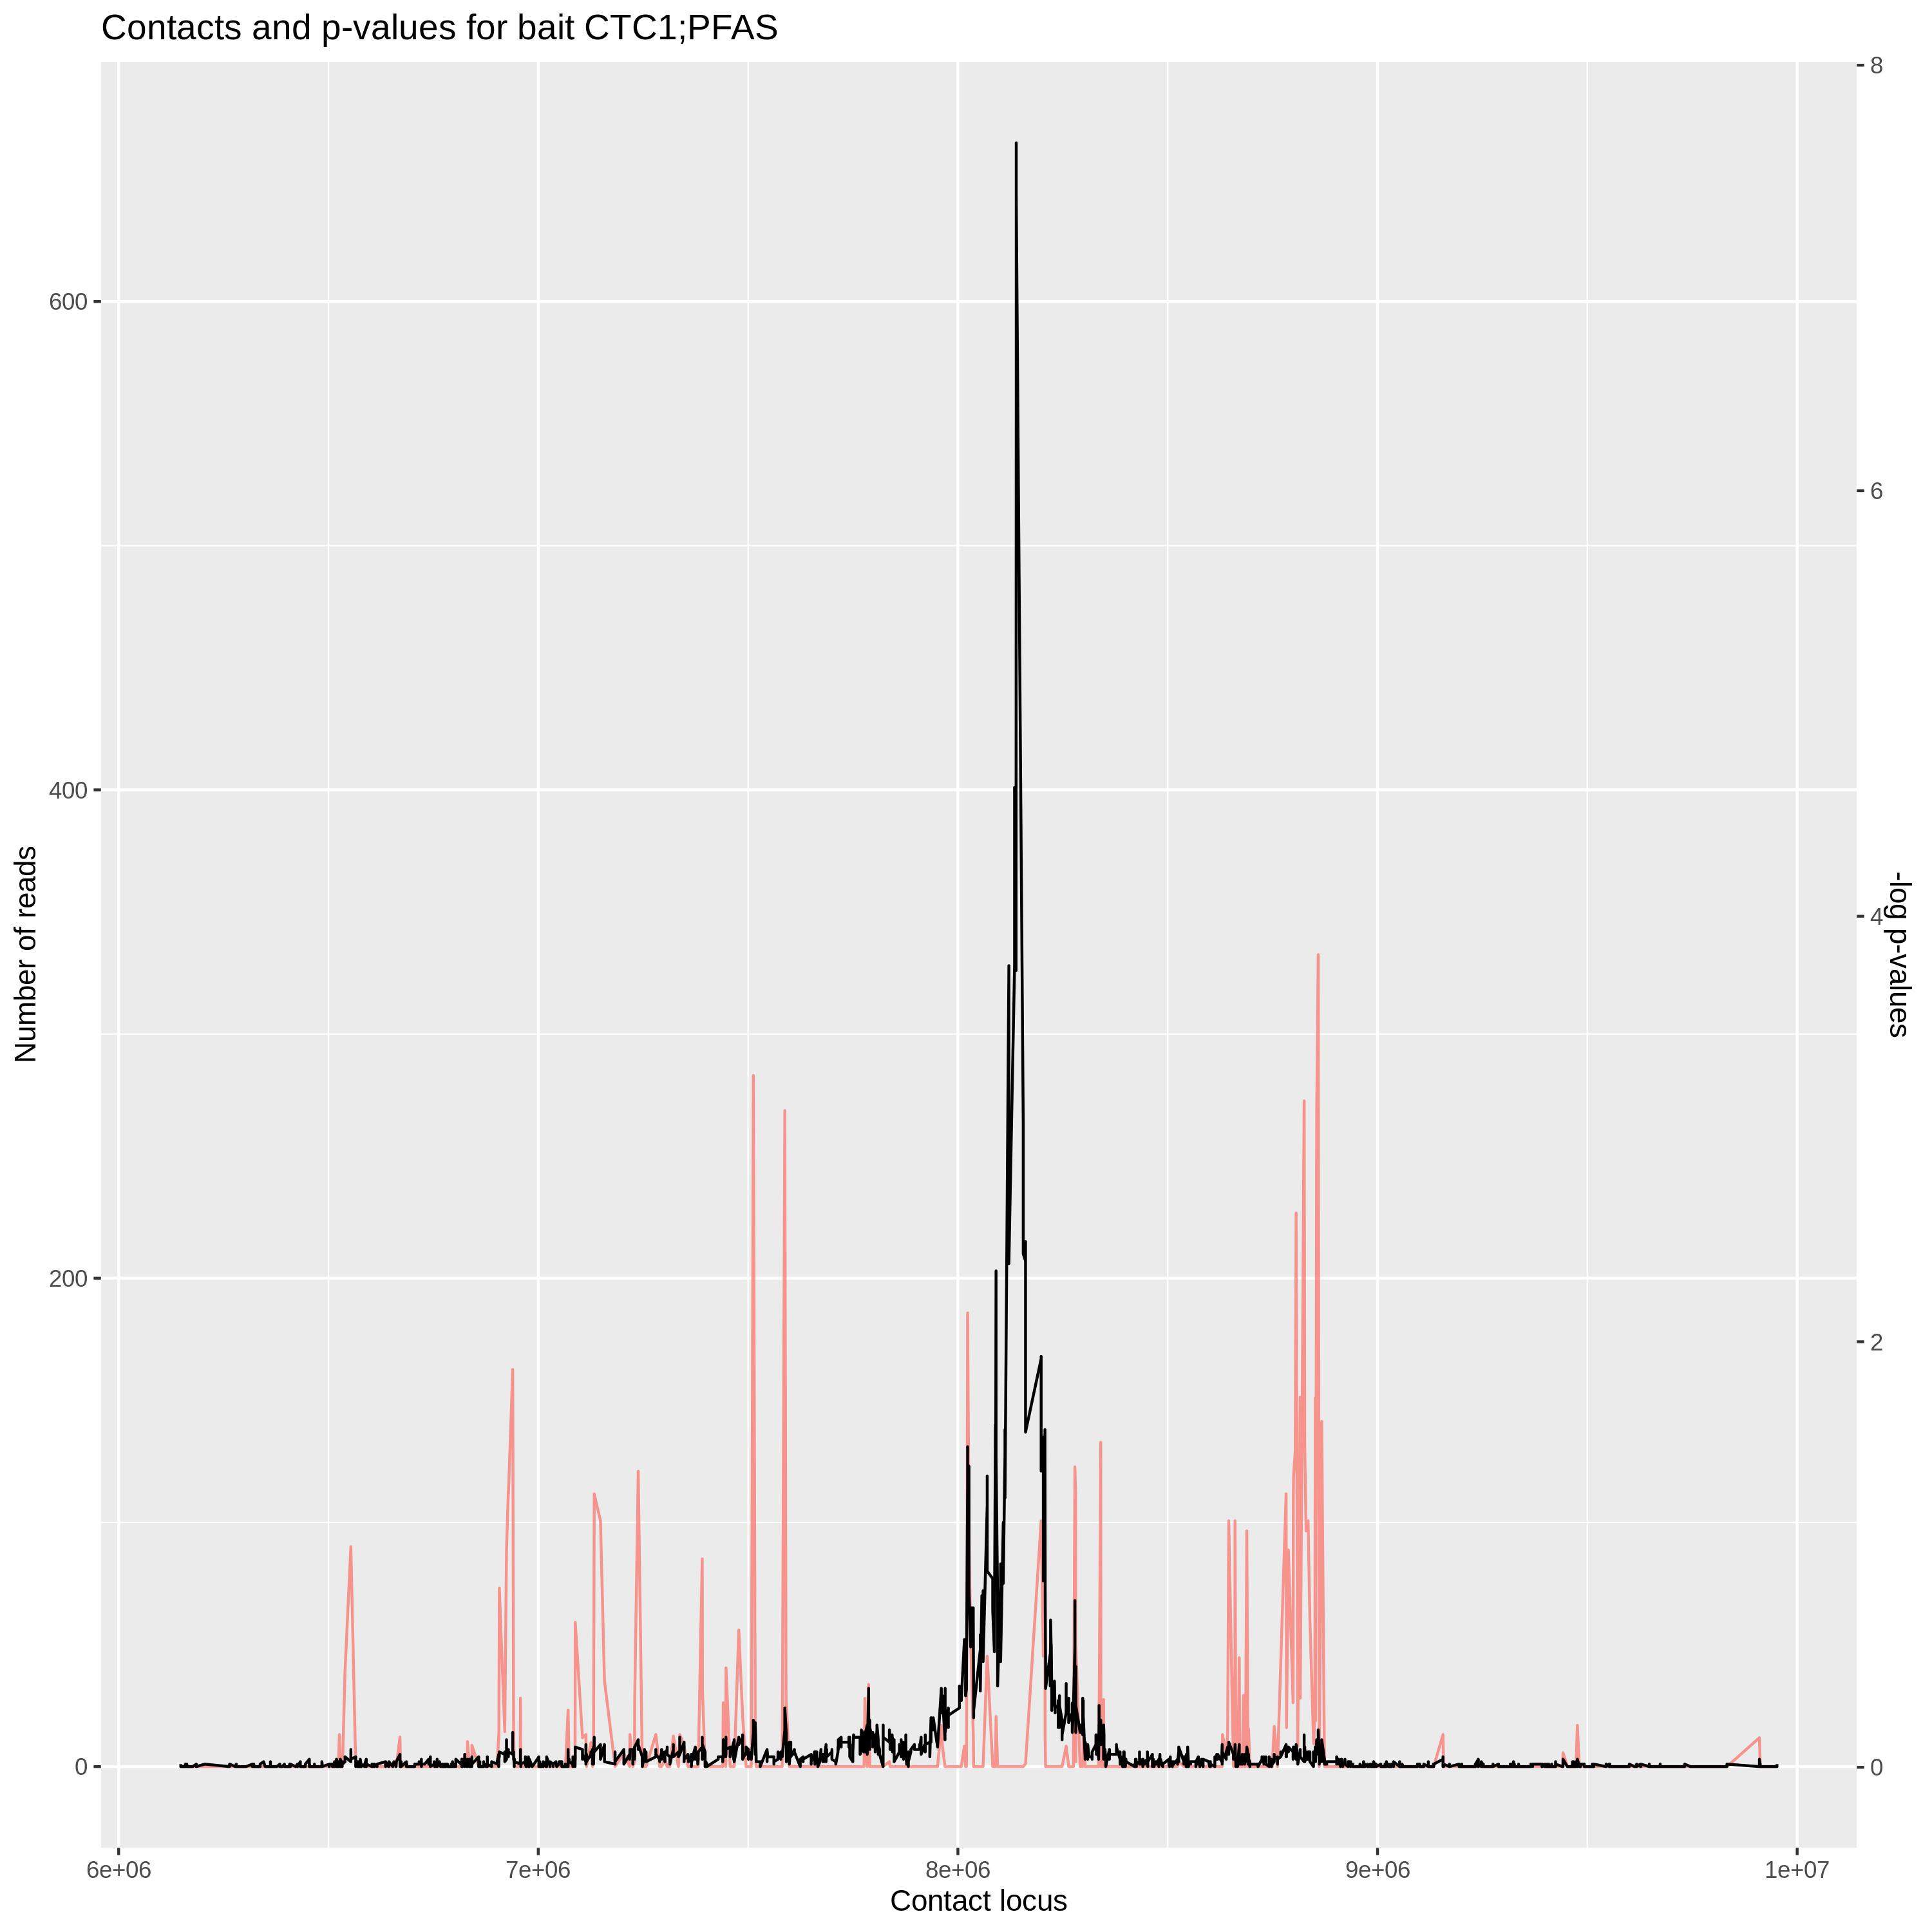 Contacts and p-values for bait CTC1;PFAS
Number of reads
600
400
200
0
8
6
4
2
0
-log p-values
6e+06
7e+06
8e+06
9e+06
1e+07
Contact locus